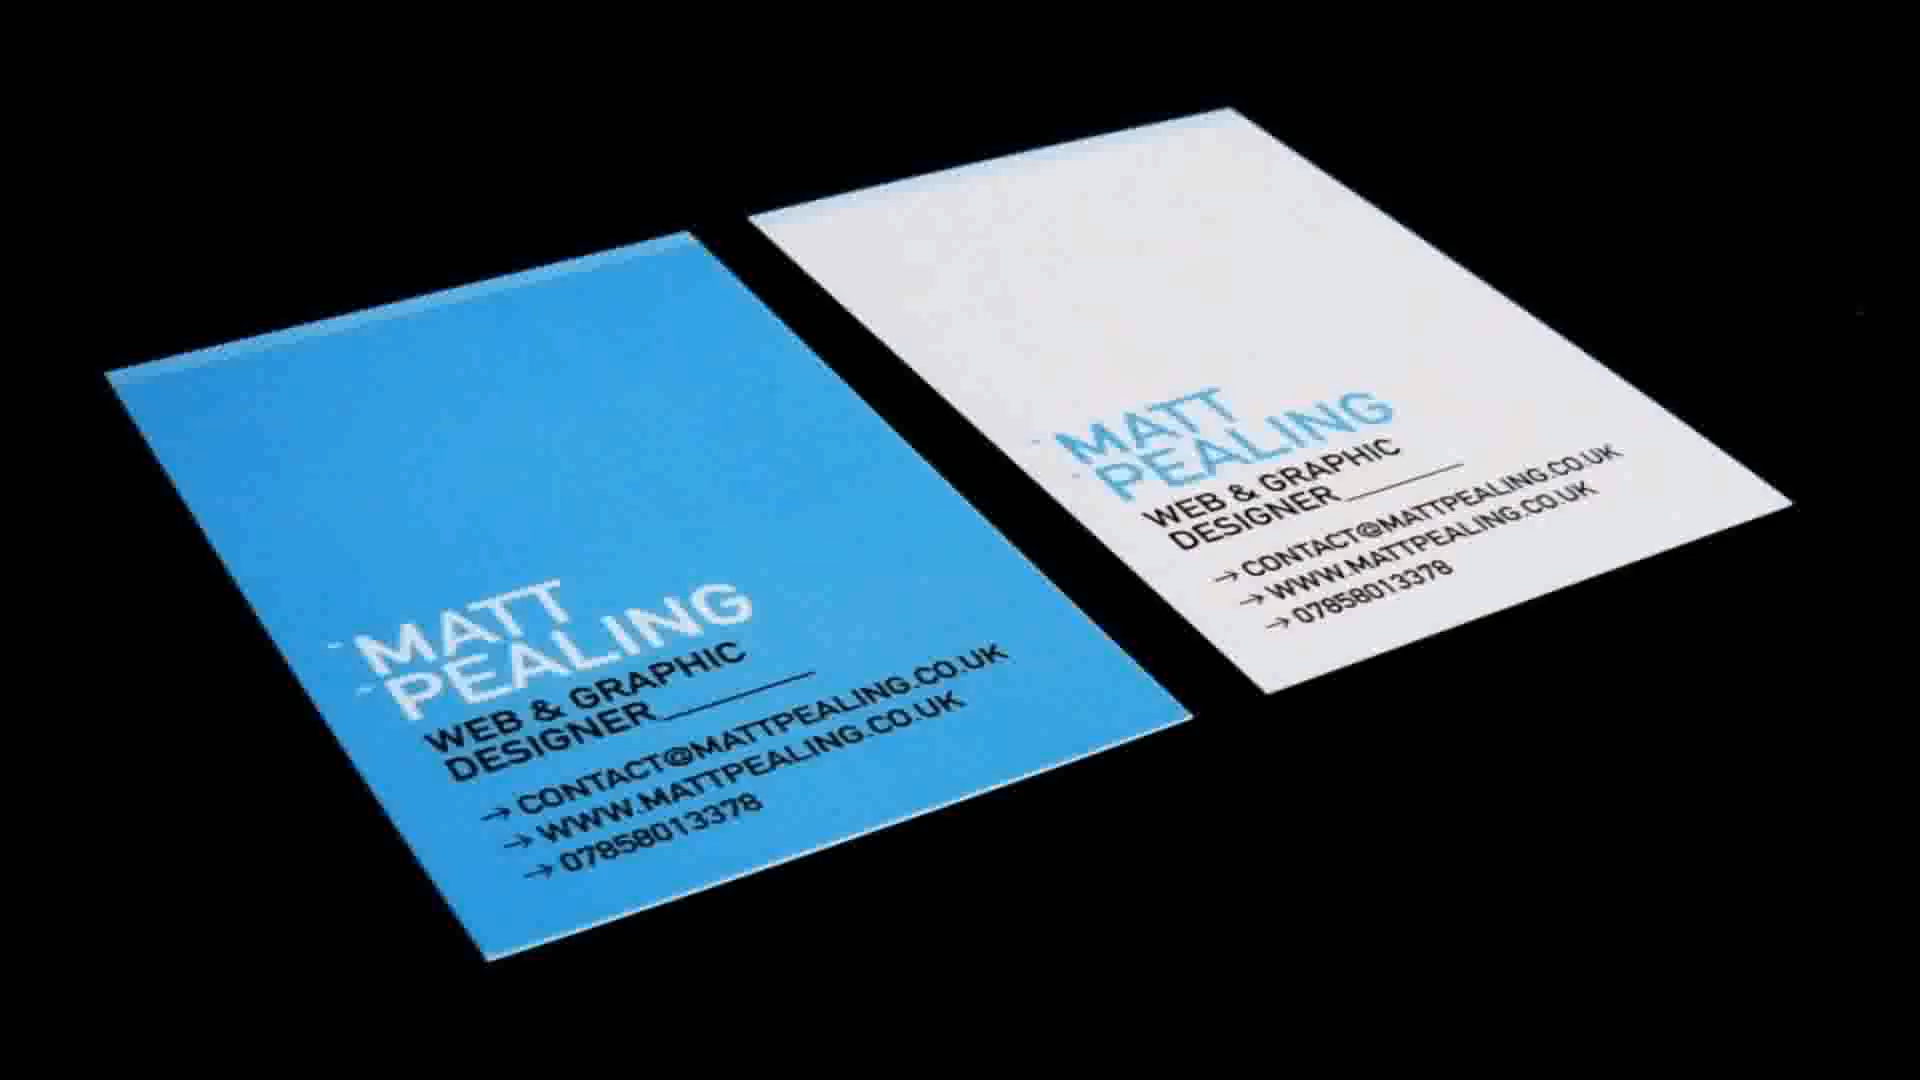 MATT
PEALING
WEB & GRAPHIC
DESIGNER
→ CONTACT@MATTPEALING.CO.UK
→ WWW.MATTPEALING.CO.UK
→ 07858013378
MATT
PEALING
WEB & GRAPHIC
DESIGNER
→ CONTACT@MATTPEALING.CO.UK
→ WWW.MATTPEALING.CO.UK
→ 07858013378